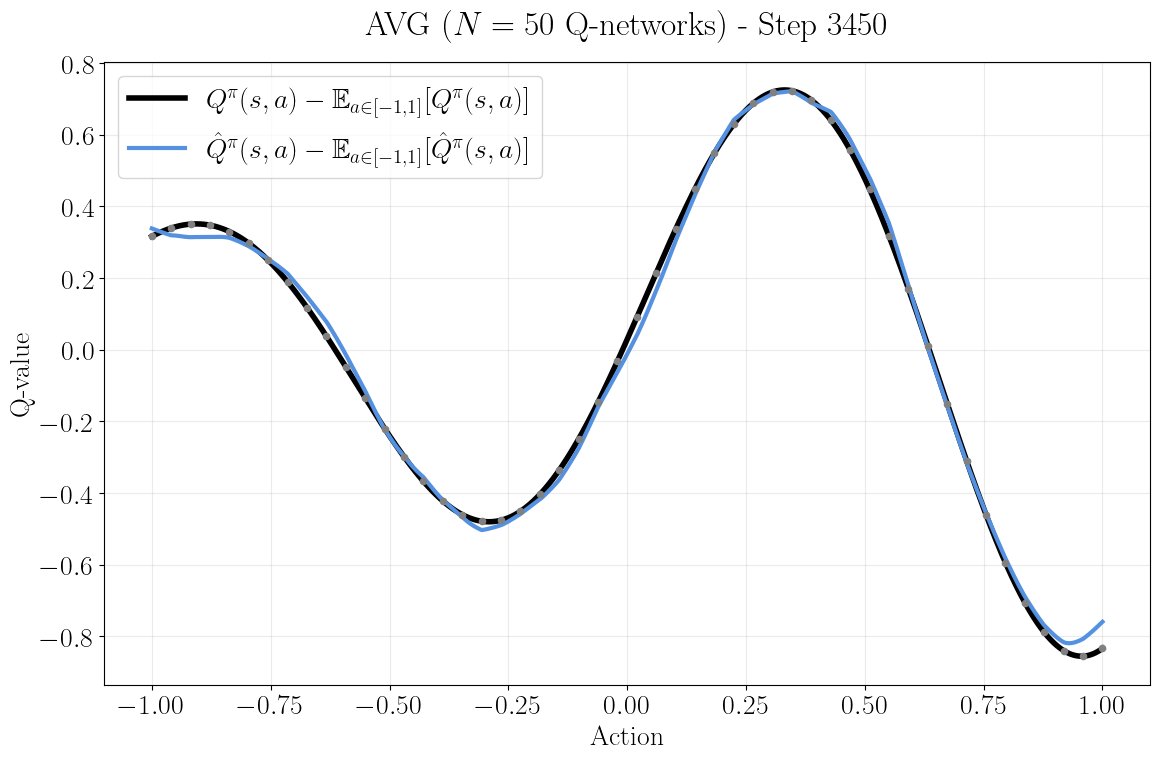 AVG (N = 50 Q-networks) - Step 3450
Q^π(s, a) − 𝔼_{a∈[−1,1]}[Q^π(s, a)]
Q̂^π(s, a) − 𝔼_{a∈[−1,1]}[Q̂^π(s, a)]
Q-value
0.8
0.6
0.4
0.2
0.0
−0.2
−0.4
−0.6
−0.8
−1.00 −0.75 −0.50 −0.25 0.00 0.25 0.50 0.75 1.00
Action